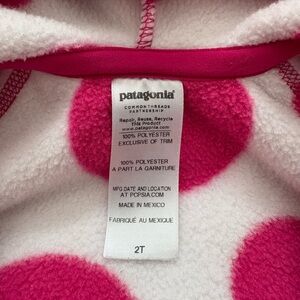 patagonia®
COMMON THREADS
PARTNERSHIP
Repair, Reuse, Recycle
This Product
www.patagonia.com
100% POLYESTER
EXCLUSIVE OF TRIM
100% POLYESTER
A PART LA GARNITURE
MFG DATE AND LOCATION
AT PCPSIA.COM
MADE IN MEXICO
FABRIQUÉ AU MEXIQUE
2T